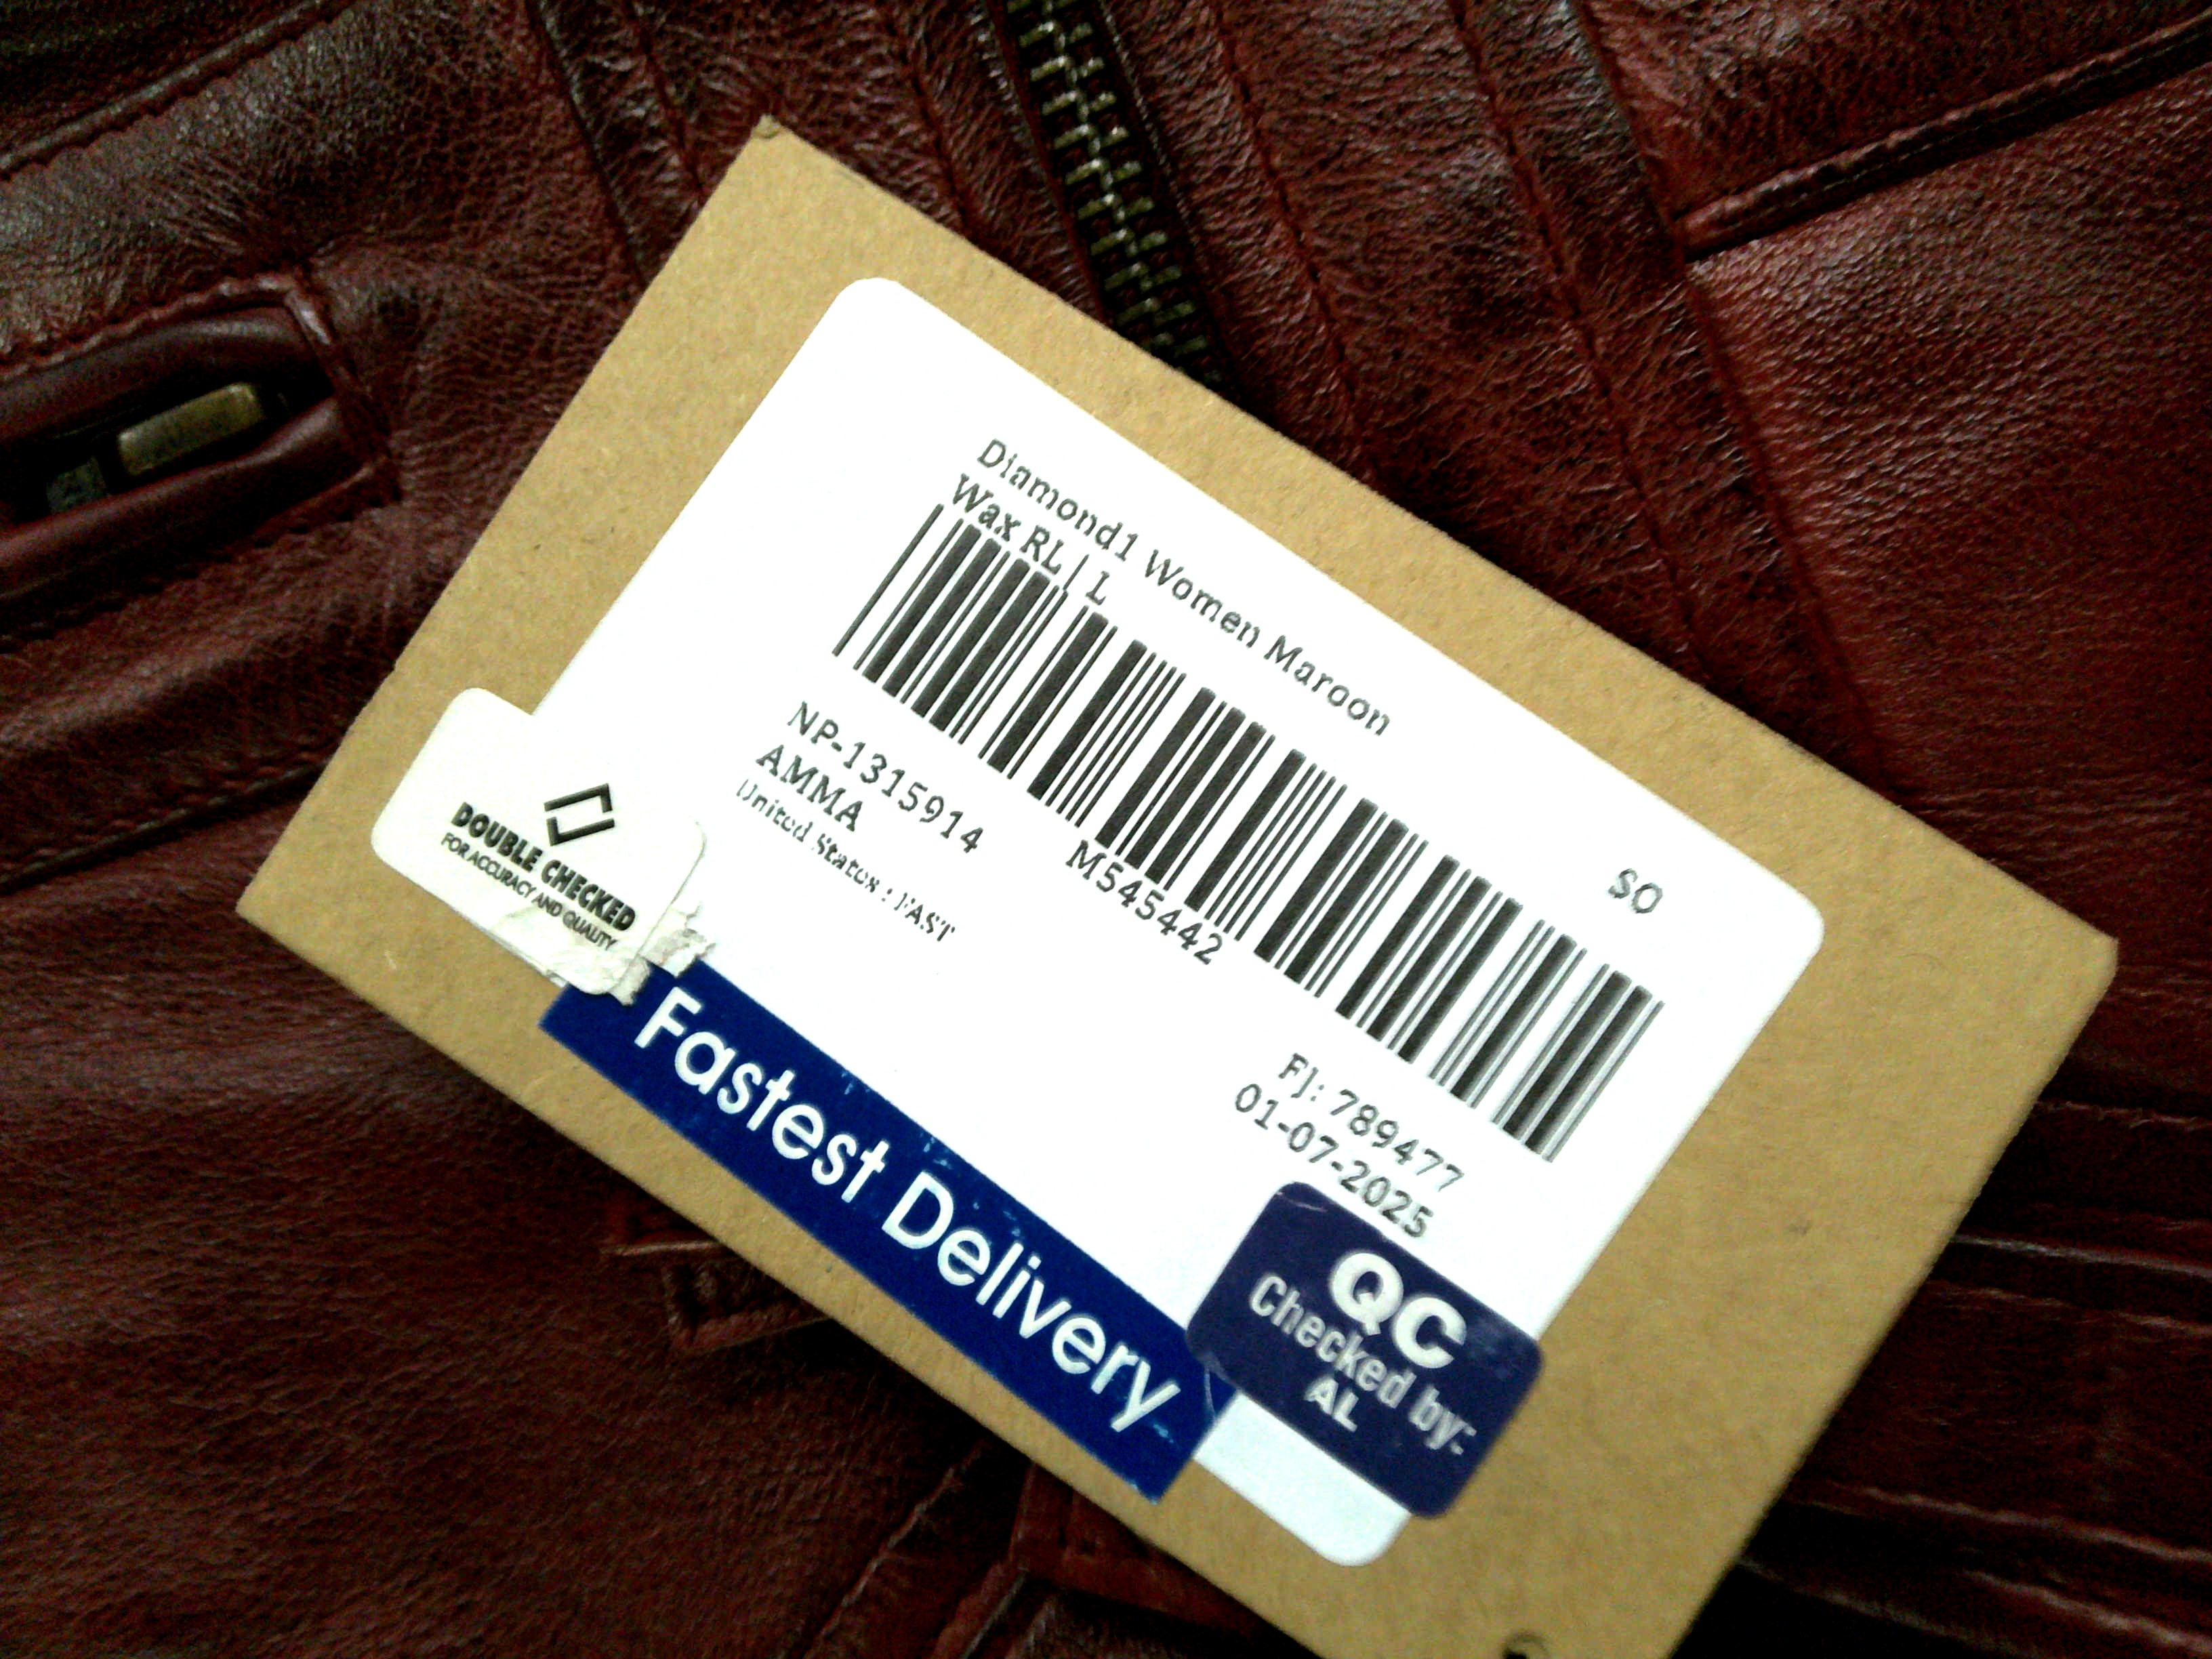 Diamond1 Women Maroon
Wax RL | L
SO
NP-1315914
M545442
FJ: 789477
AMMA
01-07-2025
United States : FAST
DOUBLE CHECKED
FOR ACCURACY AND QUALITY
Fastest Delivery
QC
Checked by:
AL